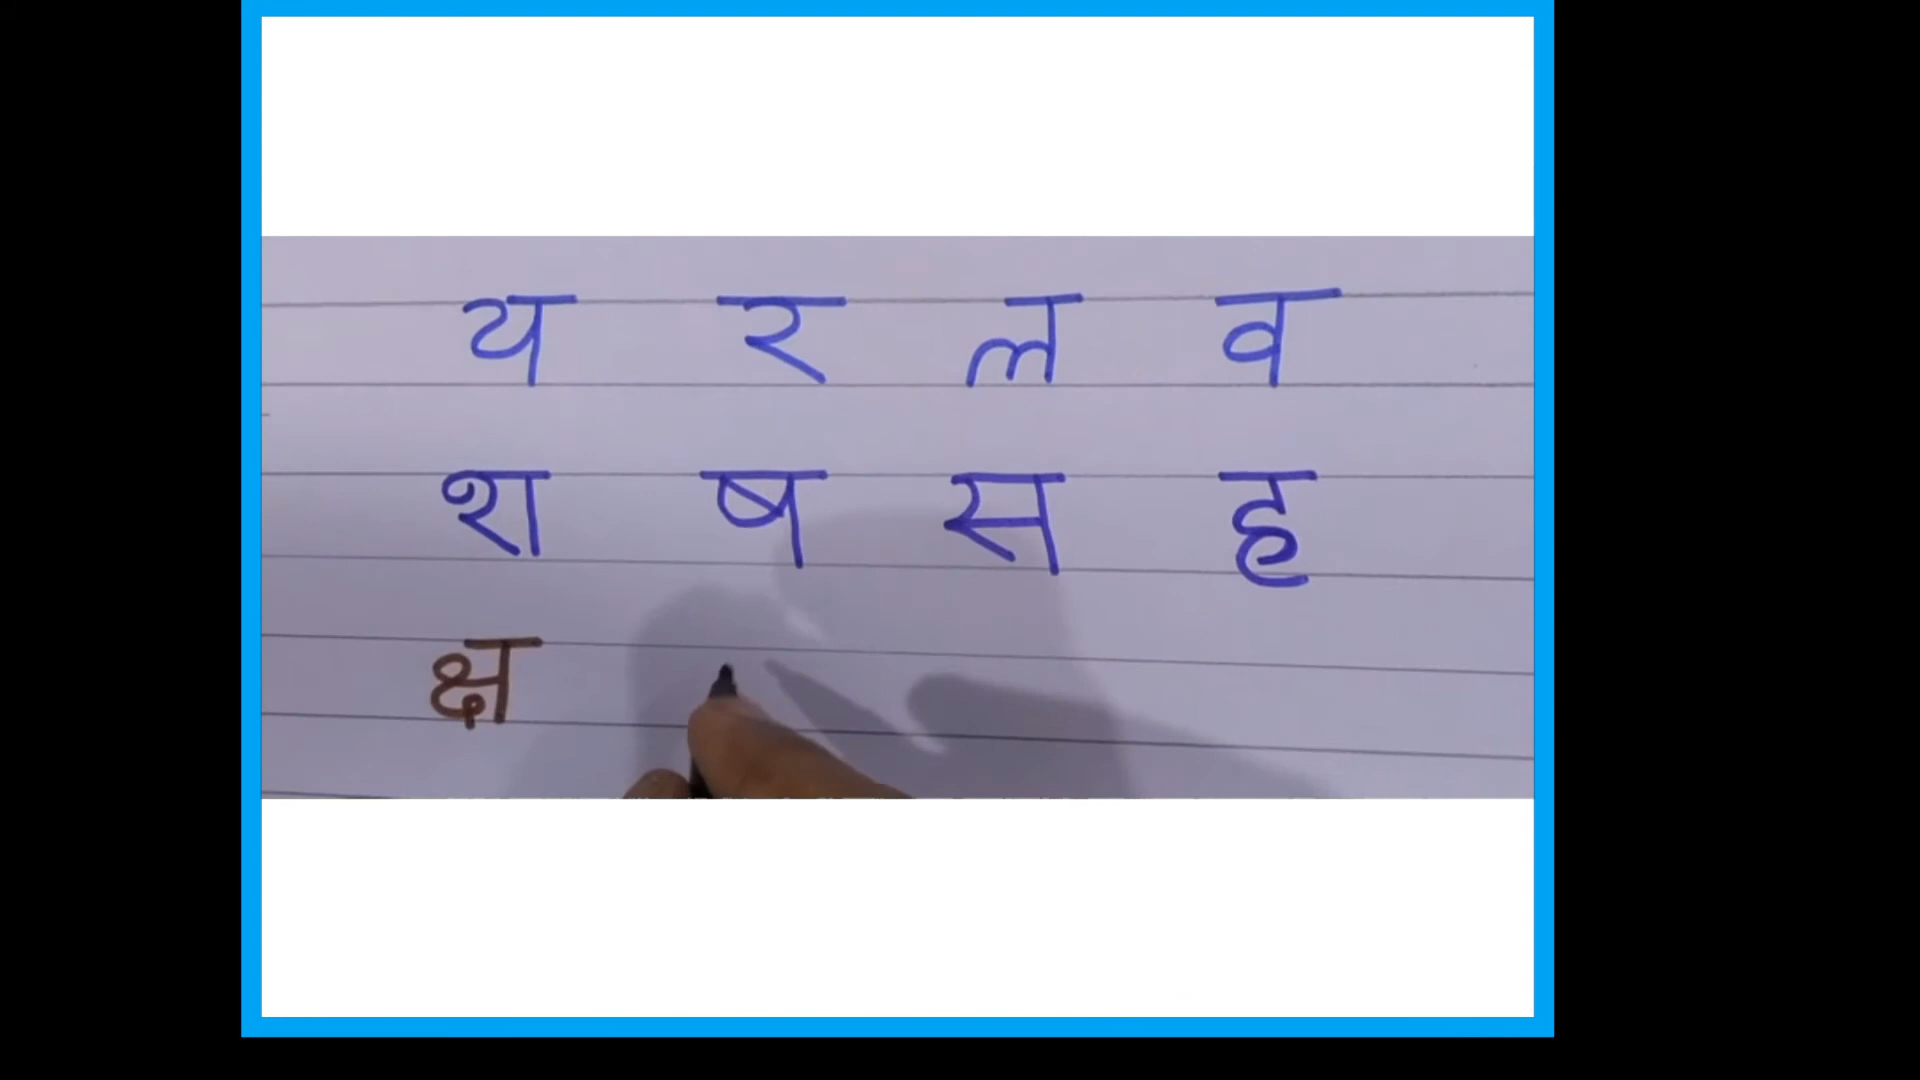 य र ल व
श ष स ह
क्ष